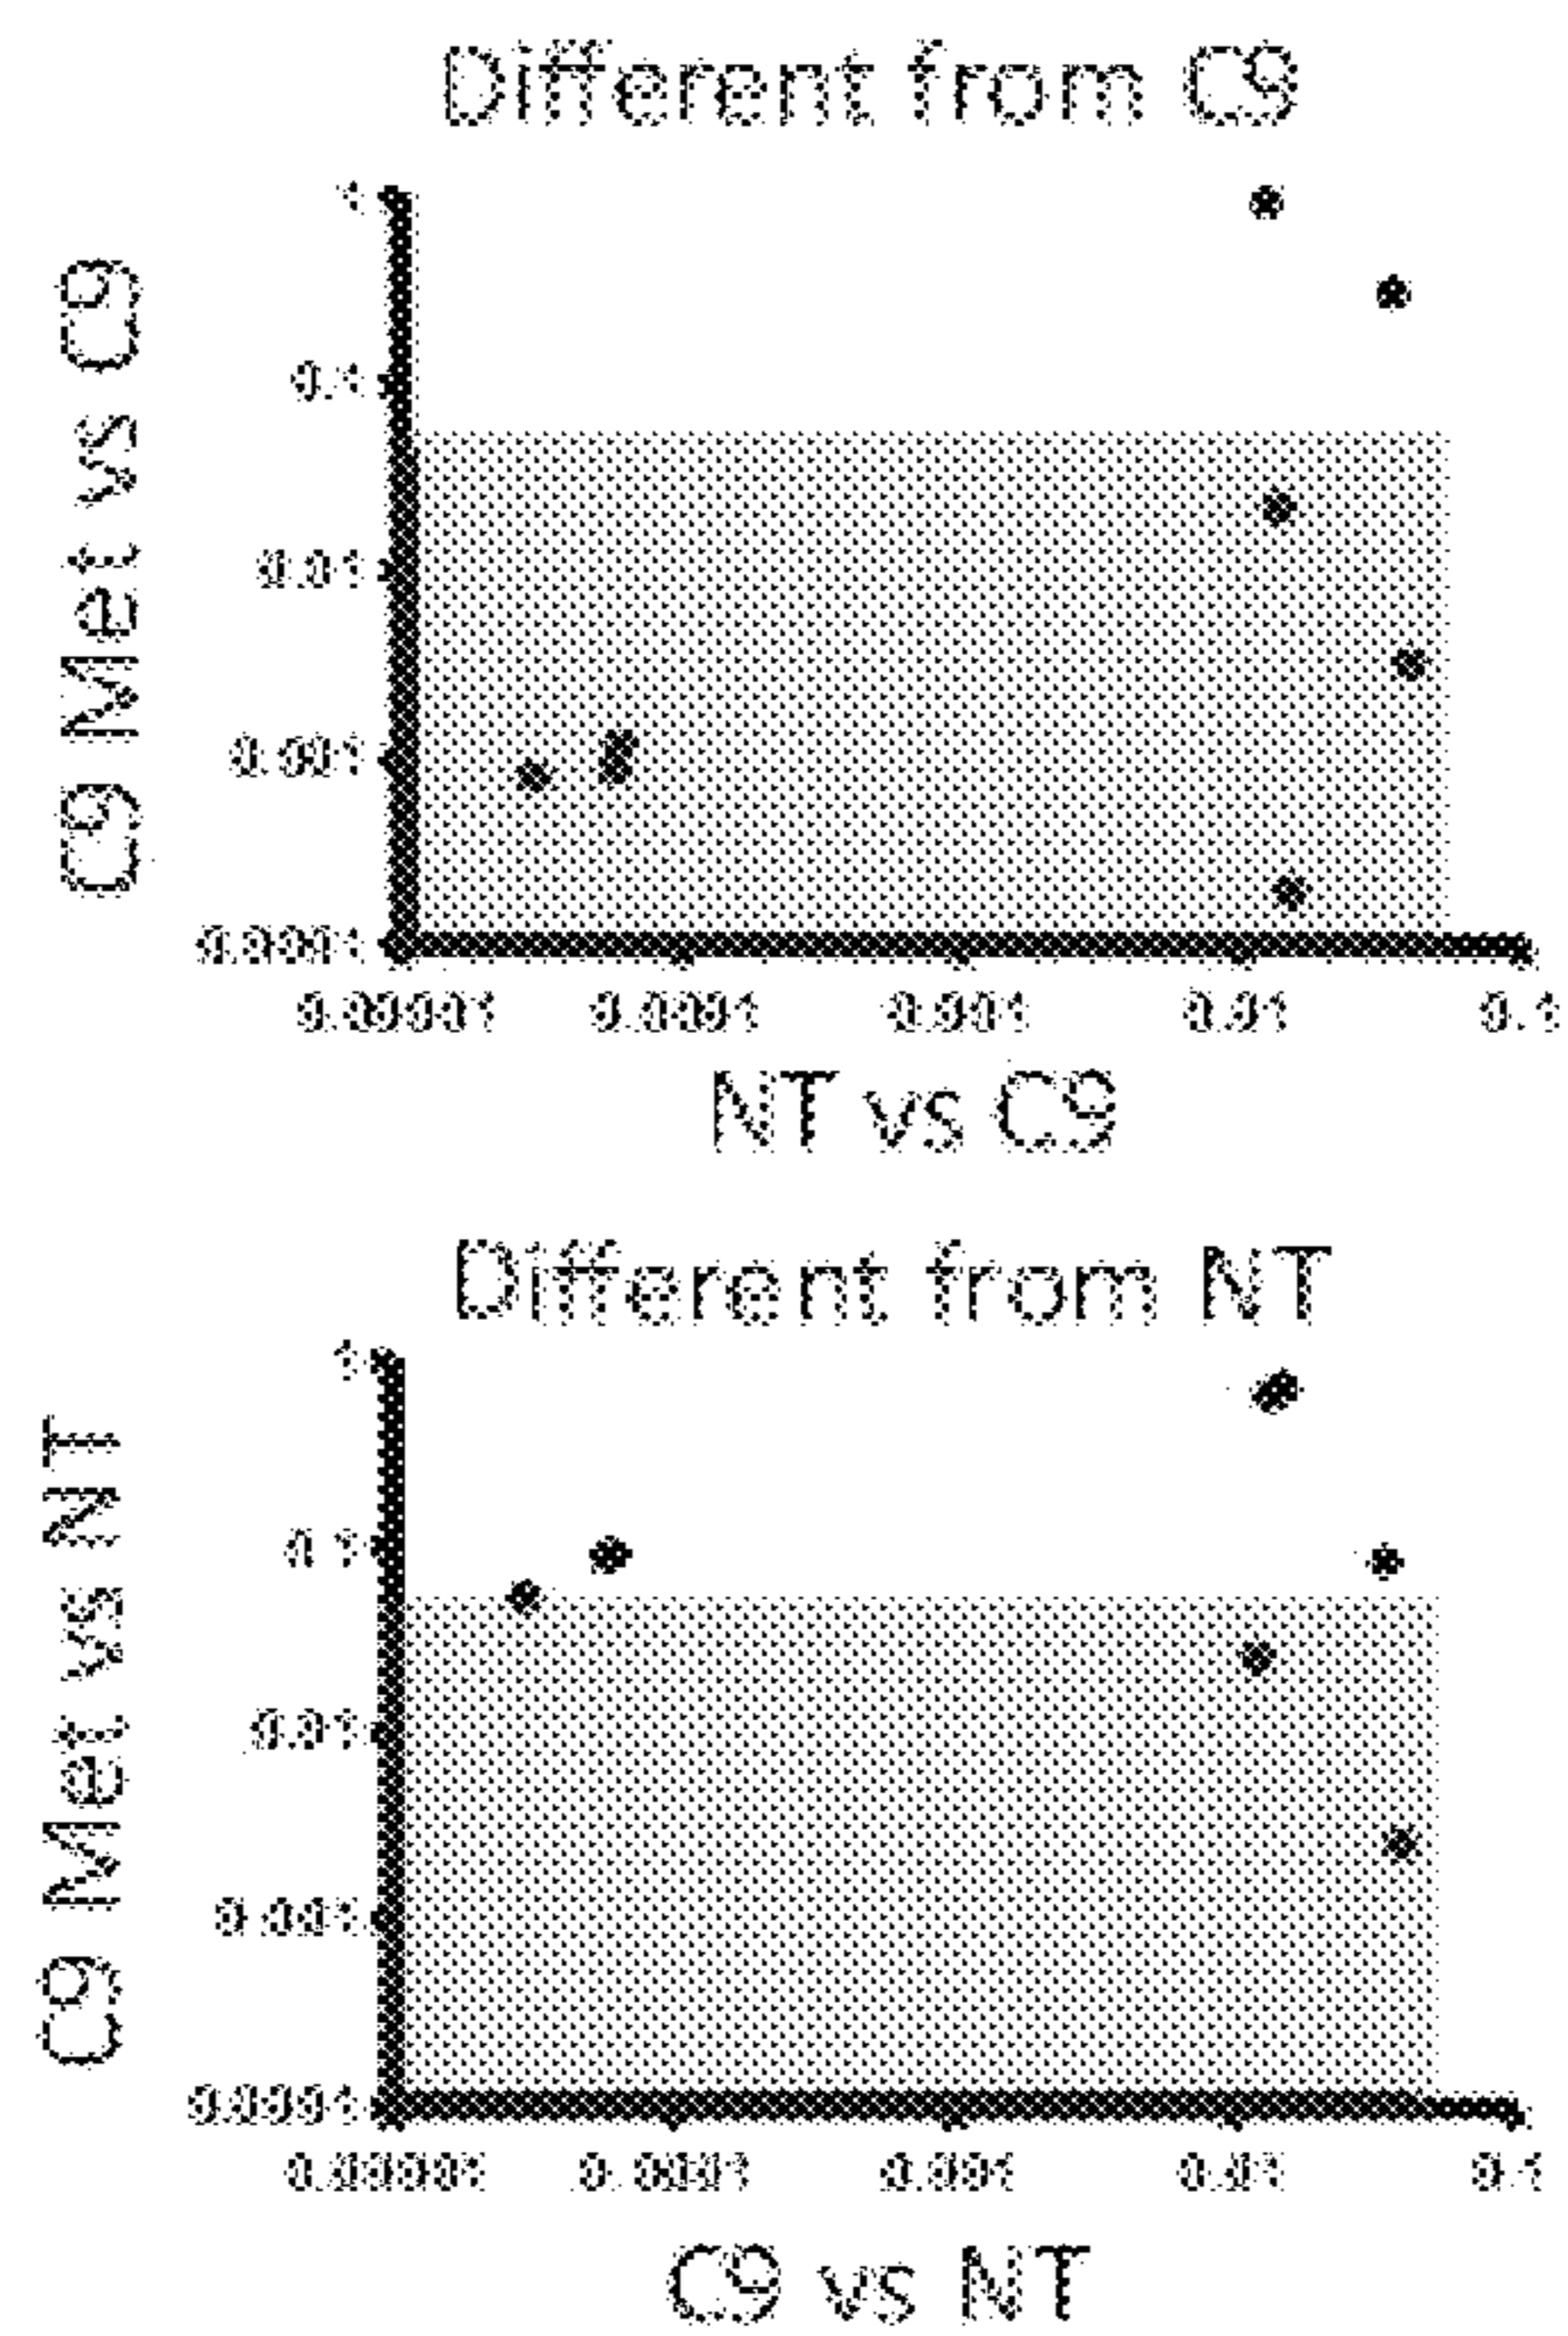 Different from C9
C9 Met vs C9
1
0.1
0.01
0.001
0.0001
0.00001 0.0001 0.001 0.01 0.1
NT vs C9
Different from NT
C9 Met vs NT
1
0.1
0.01
0.001
0.0001
0.00001 0.0001 0.001 0.01 0.1
C9 vs NT